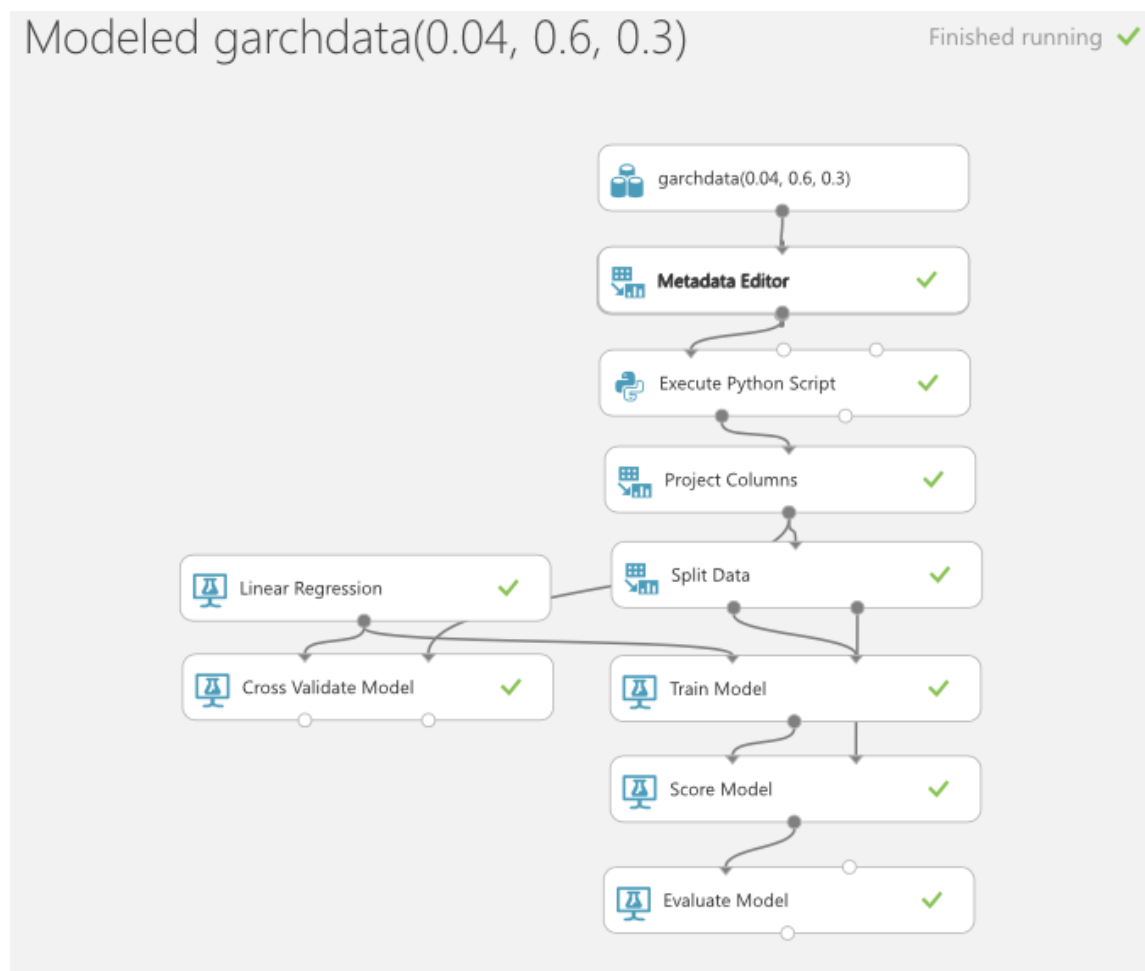 Modeled garchdata(0.04, 0.6, 0.3)
Finished running
garchdata(0.04, 0.6, 0.3)
Metadata Editor
Execute Python Script
Project Columns
Split Data
Linear Regression
Cross Validate Model
Train Model
Score Model
Evaluate Model